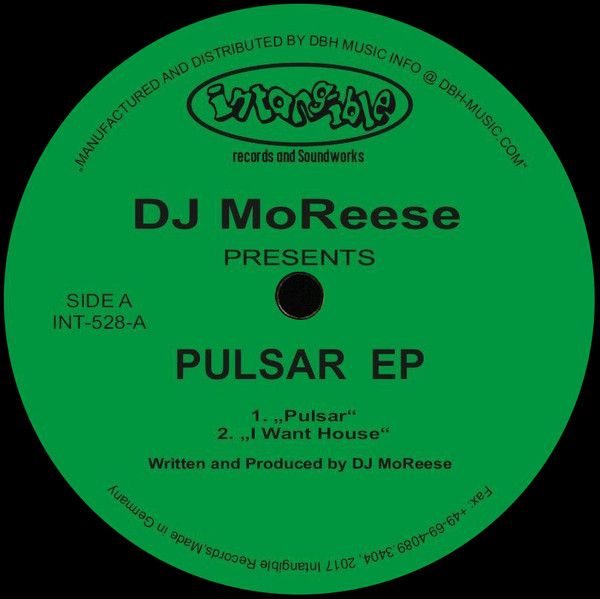 „MANUFACTURED AND DISTRIBUTED BY DBH MUSIC INFO @ DBH-MUSIC.COM“
intangible
records and Soundworks
DJ MoReese
PRESENTS
SIDE A
INT-528-A
PULSAR EP
1. „Pulsar“
2. „I Want House“
Written and Produced by DJ MoReese
Fax: +49-69-4089.3404, 2017 Intangible Records,Made in Germany